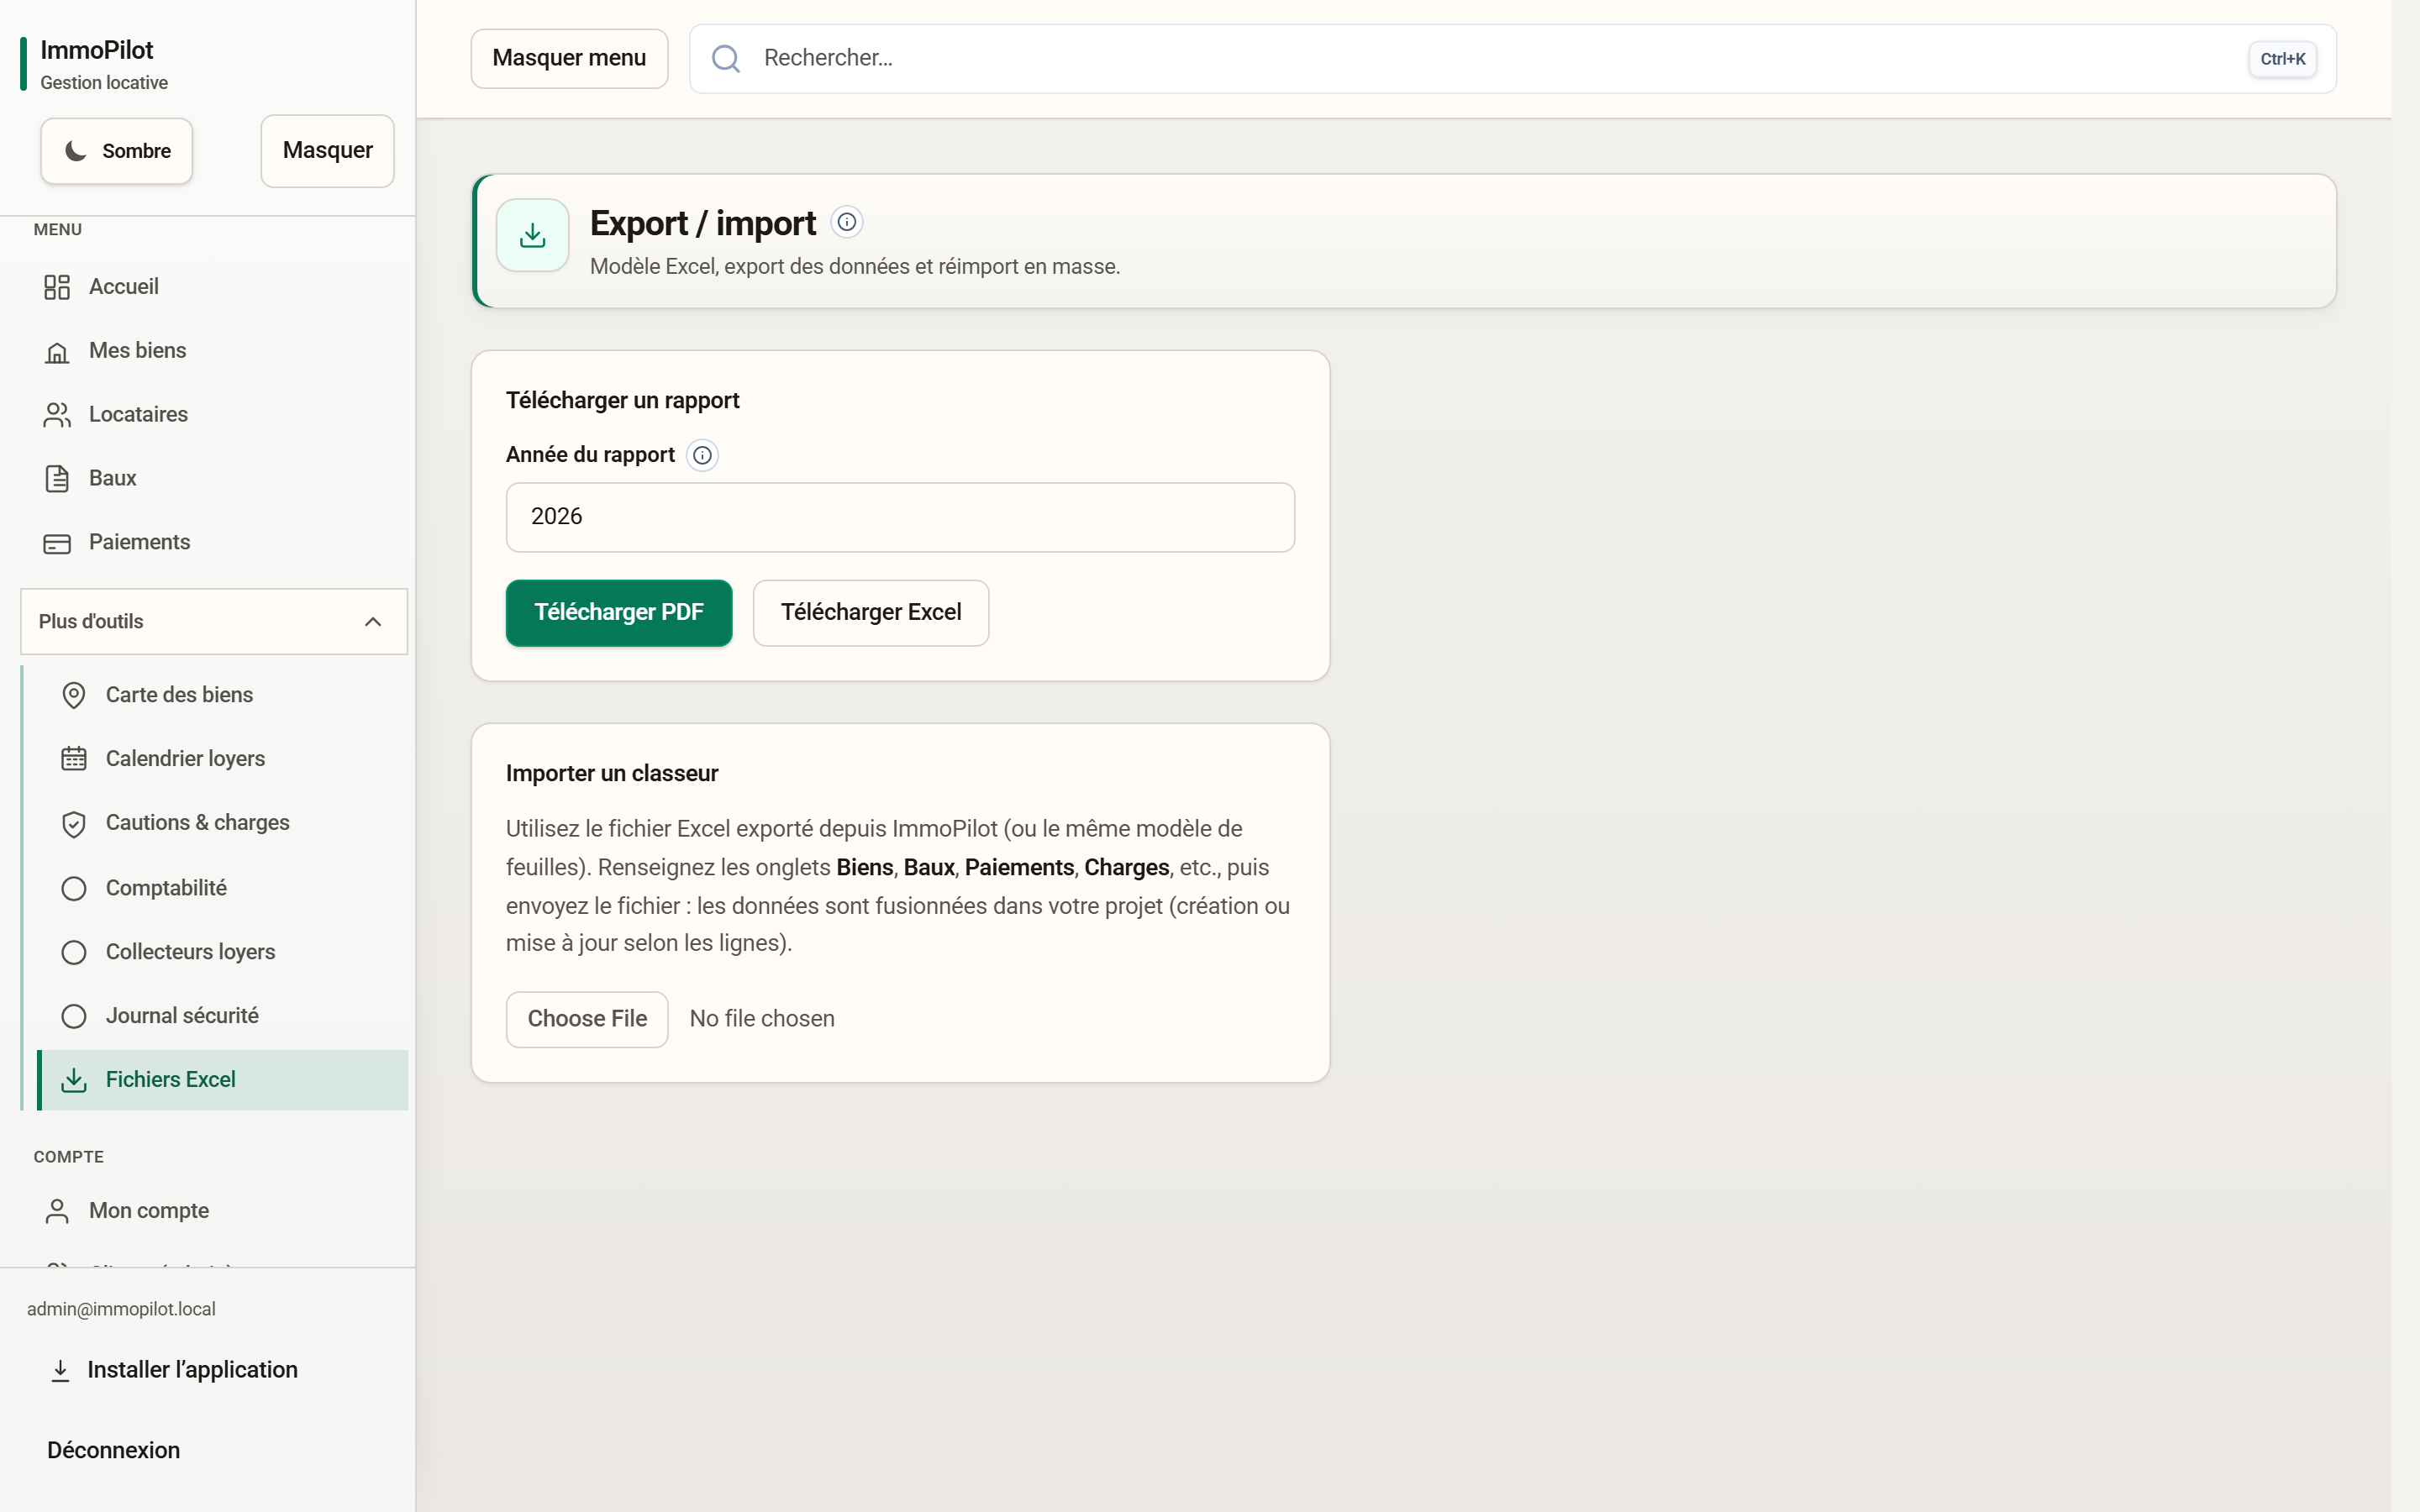 ImmoPilot
Gestion locative
Sombre
Masquer
MENU
Accueil
Mes biens
Locataires
Baux
Paiements
Plus d'outils
Carte des biens
Calendrier loyers
Cautions & charges
Comptabilité
Collecteurs loyers
Journal sécurité
Fichiers Excel
COMPTE
Mon compte
admin@immopilot.local
Installer l’application
Déconnexion
Masquer menu
Rechercher...
Ctrl+K
Export / import
Modèle Excel, export des données et réimport en masse.
Télécharger un rapport
Année du rapport
2026
Télécharger PDF
Télécharger Excel
Importer un classeur
Utilisez le fichier Excel exporté depuis ImmoPilot (ou le même modèle de
feuilles). Renseignez les onglets Biens, Baux, Paiements, Charges, etc., puis
envoyez le fichier : les données sont fusionnées dans votre projet (création ou
mise à jour selon les lignes).
Choose File
No file chosen